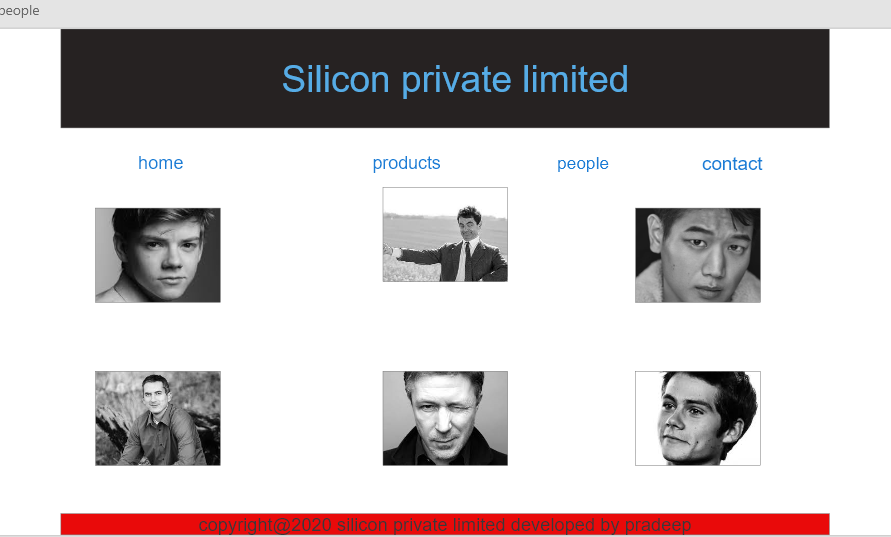 people
Silicon private limited
home products people contact
copyright@2020 silicon private limited developed by pradeep